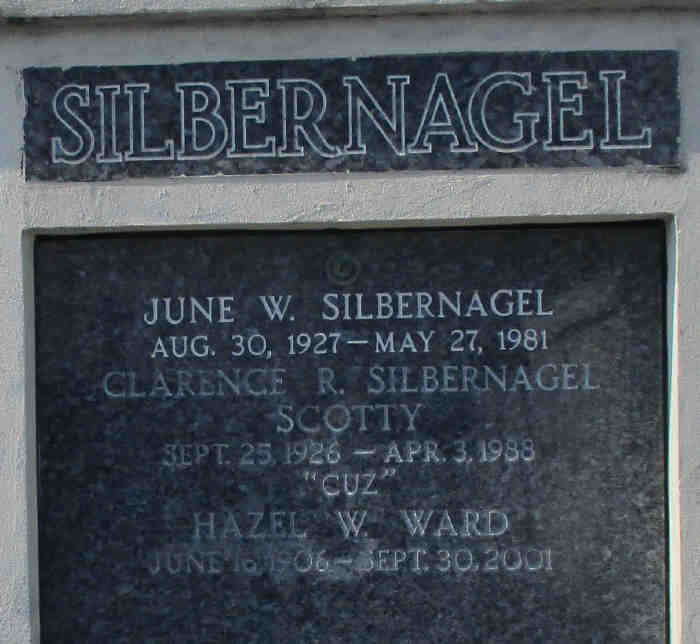 SILBERNAGEL
JUNE W. SILBERNAGEL
AUG. 30, 1927 — MAY 27, 1981
CLARENCE R. SILBERNAGEL
SCOTTY
SEPT. 25, 1926 — APR. 3, 1988
"CUZ"
HAZEL W. WARD
JUNE 16, 1906 — SEPT. 30, 2001